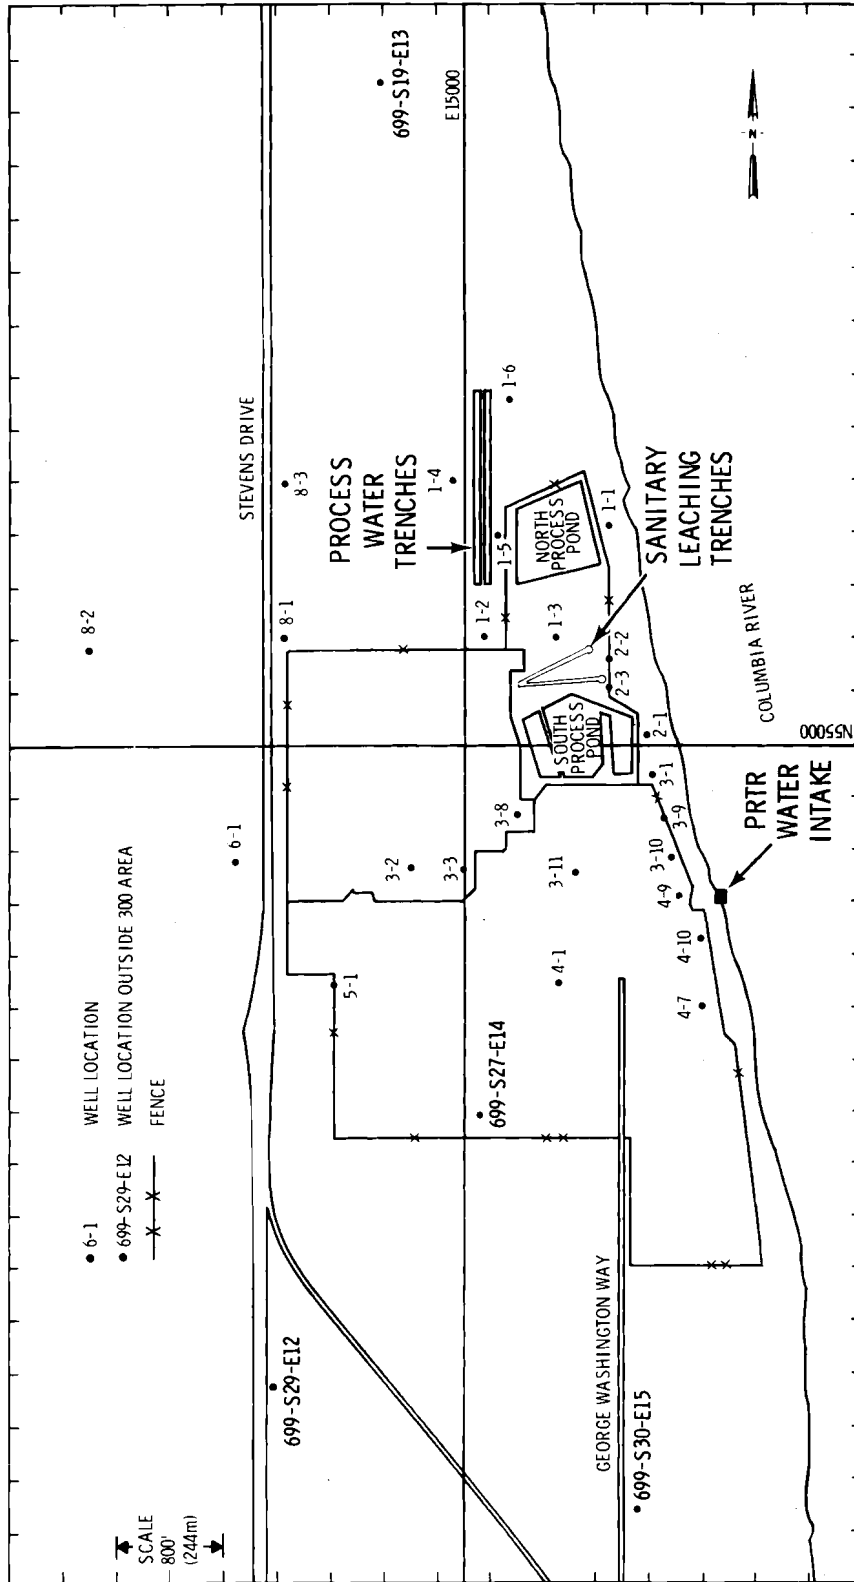 • 6-1 WELL LOCATION
• 699-S29-E12 WELL LOCATION OUTSIDE 300 AREA
X X FENCE
SCALE
800'
(244m)
699-S19-E13
E15000
STEVENS DRIVE
8-2
8-3
8-1
6-1
PROCESS
WATER
TRENCHES
1-6
1-4
1-5
1-2
1-3
1-1
NORTH
PROCESS
POND
SANITARY
LEACHING
TRENCHES
2-2
2-3
2-1
SOUTH
PROCESS
POND
COLUMBIA RIVER
N55000
N
3-1
3-9
3-10
3-8
3-2
3-3
3-11
PRTR
WATER
INTAKE
4-9
4-10
4-7
4-1
5-1
699-S27-E14
699-S29-E12
GEORGE WASHINGTON WAY
699-S30-E15